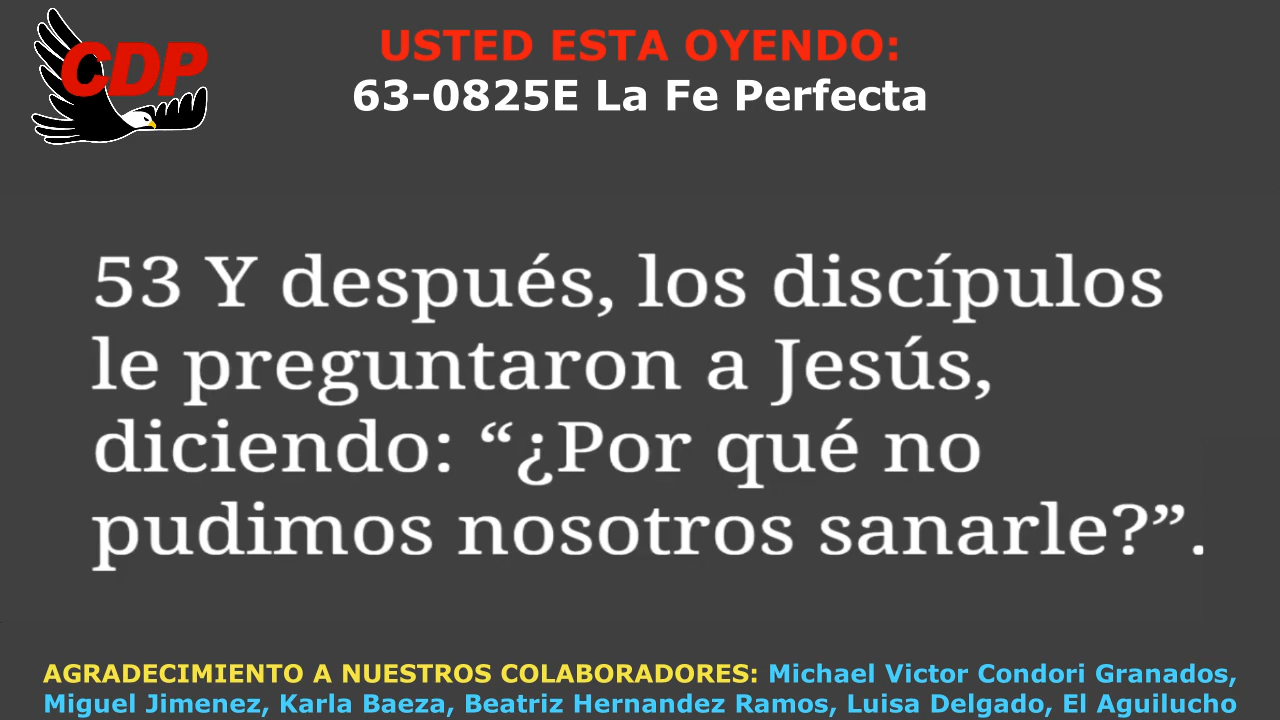 CDP
USTED ESTA OYENDO:
63-0825E La Fe Perfecta
53 Y después, los discípulos
le preguntaron a Jesús,
diciendo: “¿Por qué no
pudimos nosotros sanarle?”.
AGRADECIMIENTO A NUESTROS COLABORADORES: Michael Victor Condori Granados,
Miguel Jimenez, Karla Baeza, Beatriz Hernandez Ramos, Luisa Delgado, El Aguilucho